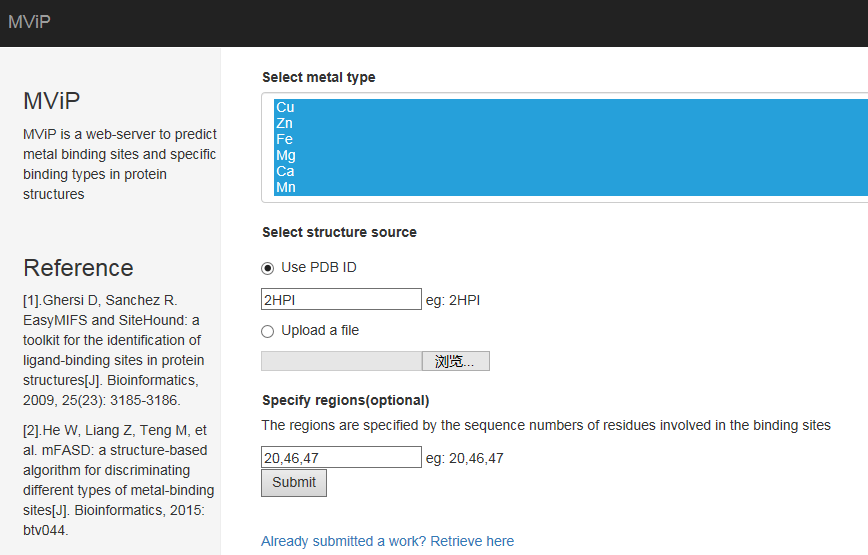 MViP
MViP
MViP is a web-server to predict
metal binding sites and specific
binding types in protein
structures
Reference
[1].Ghersi D, Sanchez R.
EasyMIFS and SiteHound: a
toolkit for the identification of
ligand-binding sites in protein
structures[J]. Bioinformatics,
2009, 25(23): 3185-3186.
[2].He W, Liang Z, Teng M, et
al. mFASD: a structure-based
algorithm for discriminating
different types of metal-binding
sites[J]. Bioinformatics, 2015:
btv044.
Select metal type
Cu
Zn
Fe
Mg
Ca
Mn
Select structure source
Use PDB ID
2HPI eg: 2HPI
Upload a file
浏览...
Specify regions(optional)
The regions are specified by the sequence numbers of residues involved in the binding sites
20,46,47 eg: 20,46,47
Submit
Already submitted a work? Retrieve here